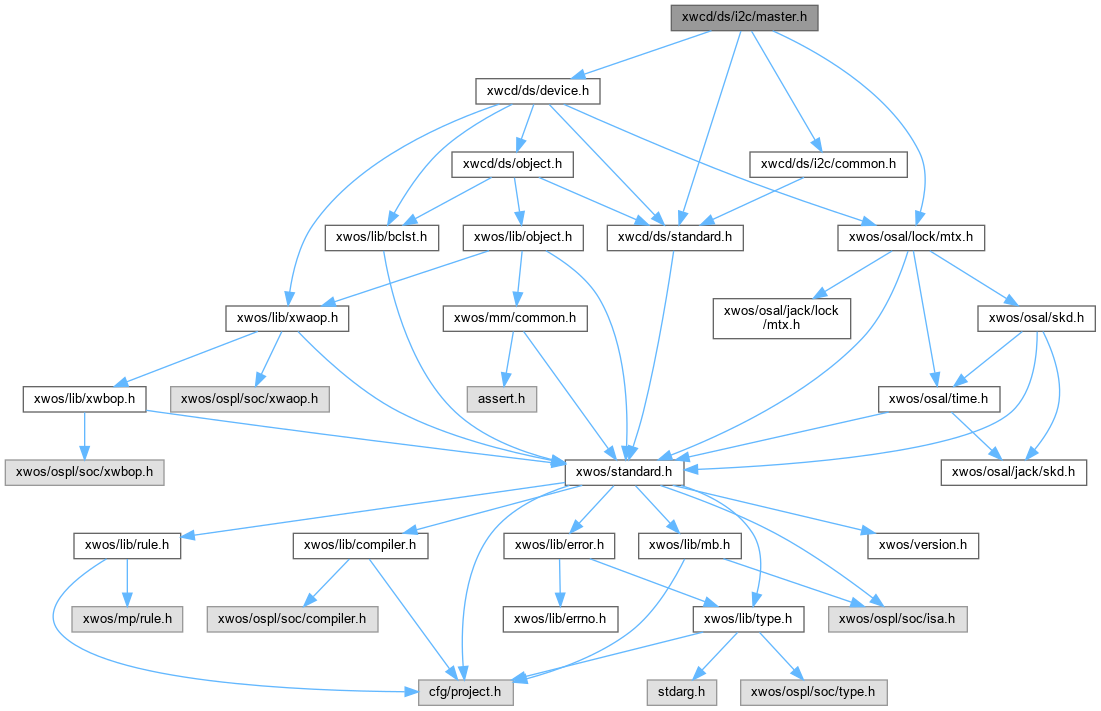 xwcd/ds/i2c/master.h
xwcd/ds/device.h
xwcd/ds/object.h
xwcd/ds/i2c/common.h
xwos/lib/bclst.h
xwos/lib/object.h
xwcd/ds/standard.h
xwos/osal/lock/mtx.h
xwos/lib/xwaop.h
xwos/mm/common.h
xwos/osal/jack/lock
/mtx.h
xwos/osal/skd.h
xwos/lib/xwbop.h
xwos/ospl/soc/xwaop.h
assert.h
xwos/osal/time.h
xwos/ospl/soc/xwbop.h
xwos/standard.h
xwos/osal/jack/skd.h
xwos/lib/rule.h
xwos/lib/compiler.h
xwos/lib/error.h
xwos/lib/mb.h
xwos/version.h
xwos/mp/rule.h
xwos/ospl/soc/compiler.h
xwos/lib/errno.h
xwos/lib/type.h
xwos/ospl/soc/isa.h
cfg/project.h
stdarg.h
xwos/ospl/soc/type.h